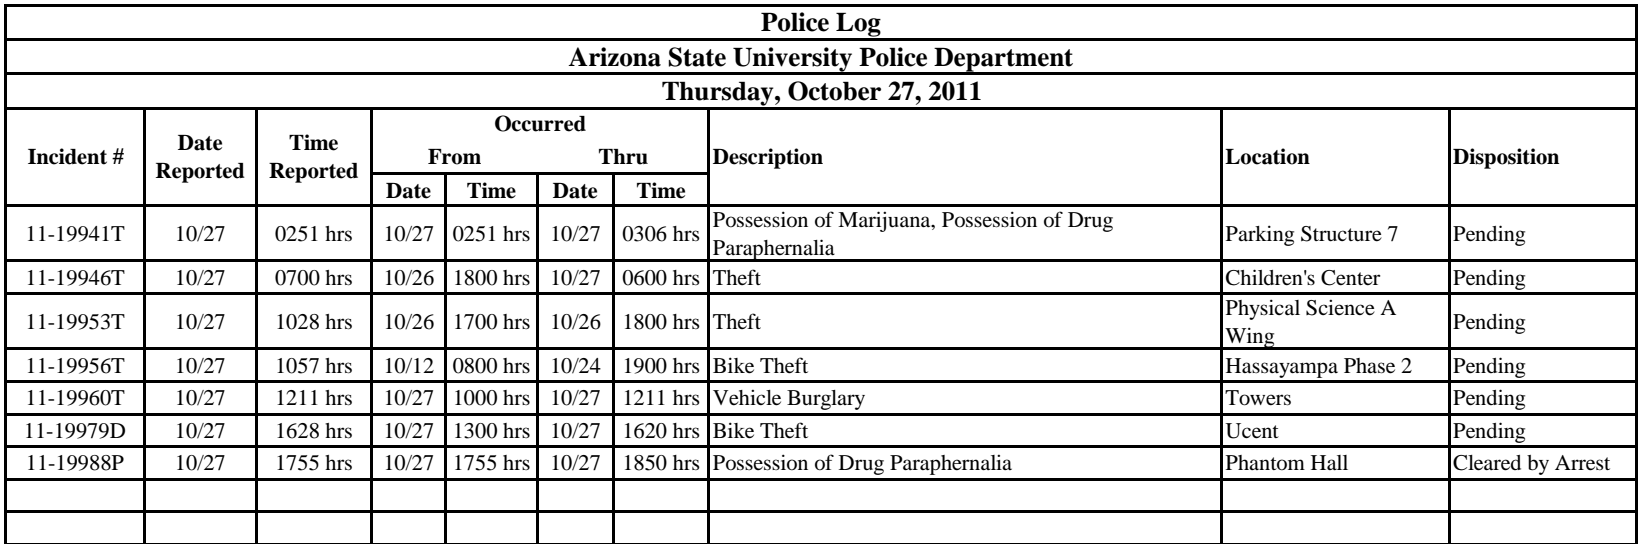 Police Log
Arizona State University Police Department
Thursday, October 27, 2011
Incident # Date Reported Time Reported Occurred From Thru Description Location Disposition
Date Time Date Time
11-19941T 10/27 0251 hrs 10/27 0251 hrs 10/27 0306 hrs Possession of Marijuana, Possession of Drug Paraphernalia Parking Structure 7 Pending
11-19946T 10/27 0700 hrs 10/26 1800 hrs 10/27 0600 hrs Theft Children's Center Pending
11-19953T 10/27 1028 hrs 10/26 1700 hrs 10/26 1800 hrs Theft Physical Science A Wing Pending
11-19956T 10/27 1057 hrs 10/12 0800 hrs 10/24 1900 hrs Bike Theft Hassayampa Phase 2 Pending
11-19960T 10/27 1211 hrs 10/27 1000 hrs 10/27 1211 hrs Vehicle Burglary Towers Pending
11-19979D 10/27 1628 hrs 10/27 1300 hrs 10/27 1620 hrs Bike Theft Ucent Pending
11-19988P 10/27 1755 hrs 10/27 1755 hrs 10/27 1850 hrs Possession of Drug Paraphernalia Phantom Hall Cleared by Arrest